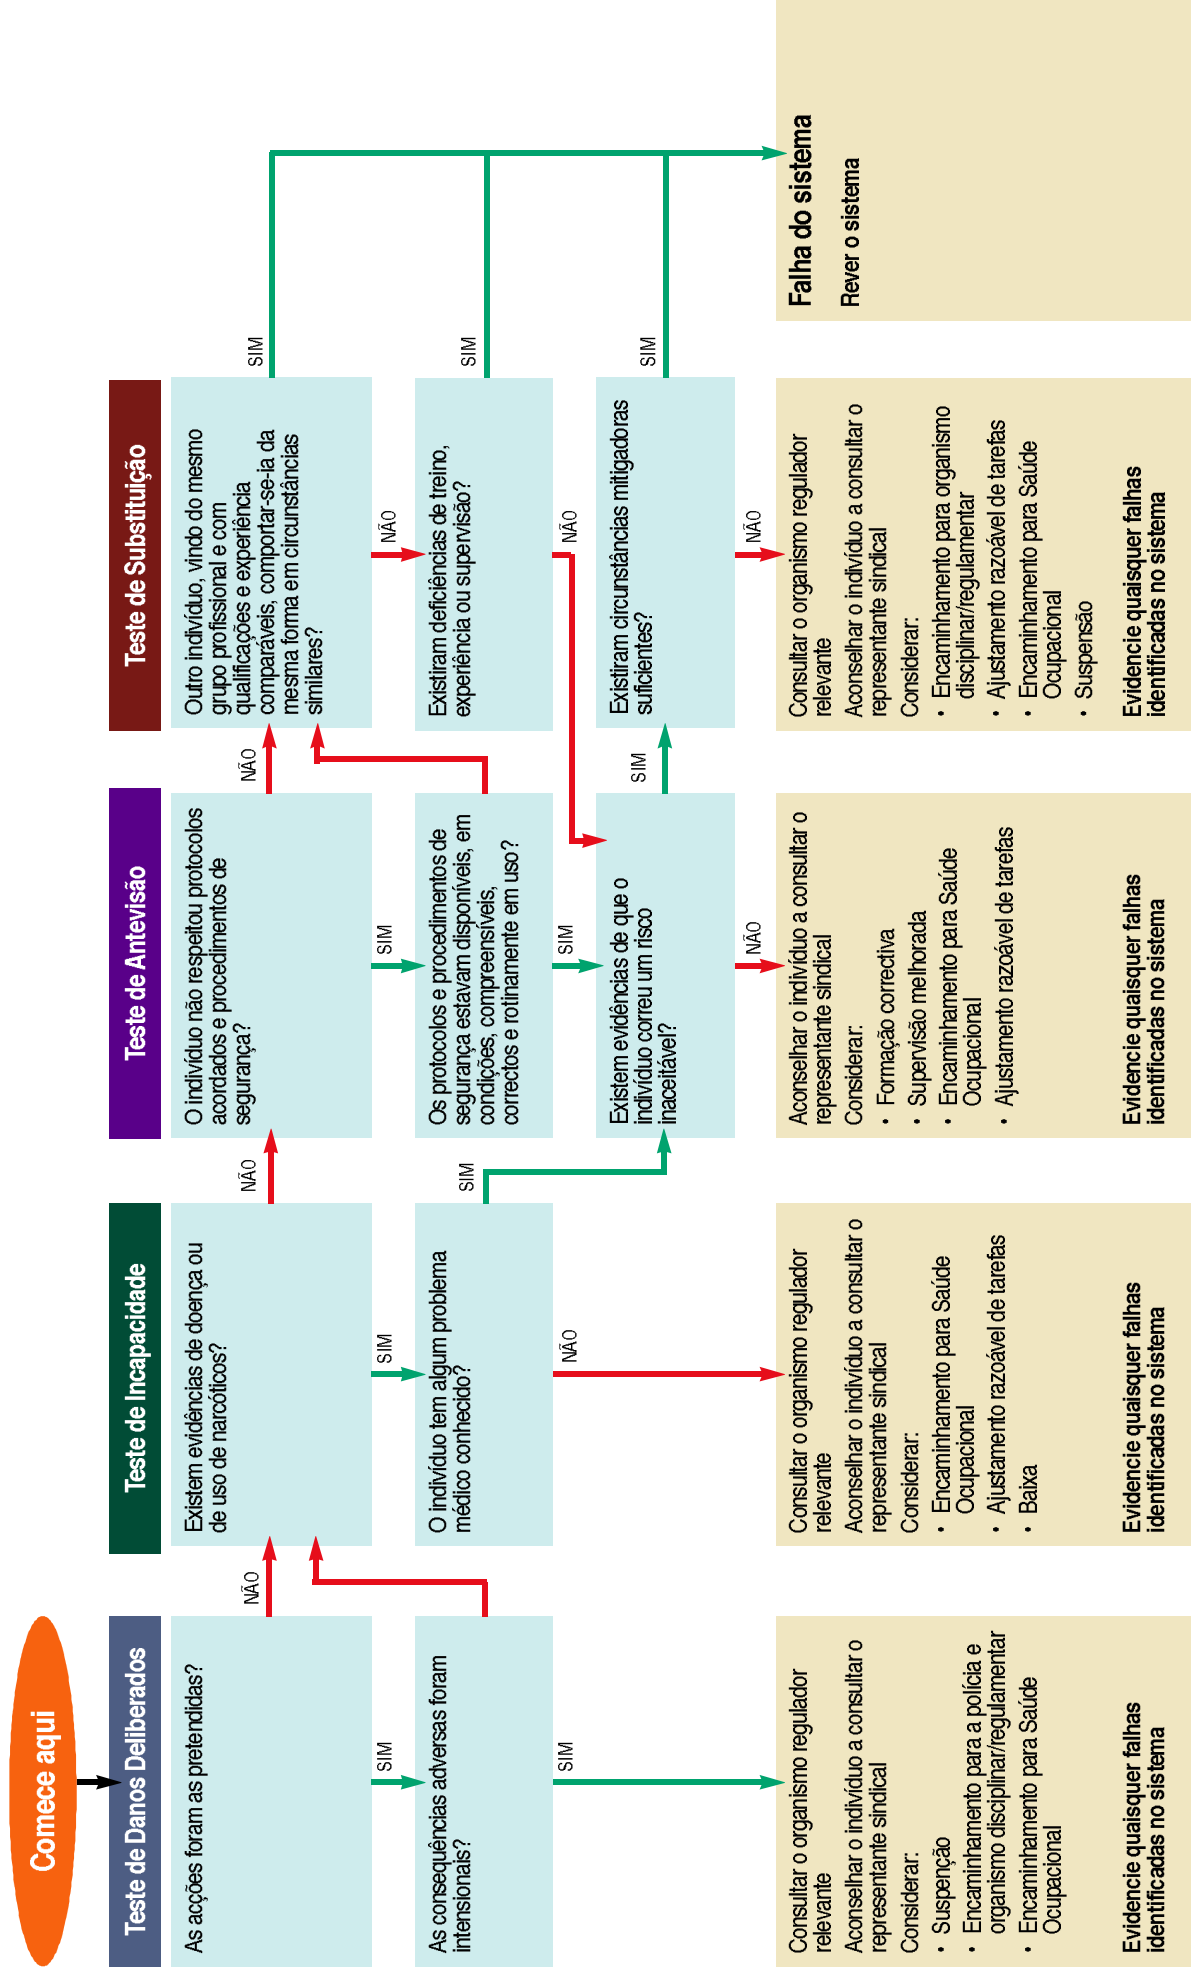 Comece aqui
Teste de Danos Deliberados
As acções foram as pretendidas?
NÃO
SIM
As consequências adversas foram
intensionais?
SIM
Consultar o organismo regulador
relevante
Aconselhar o indivíduo a consultar o
representante sindical
Considerar:
• Suspenção
• Encaminhamento para a polícia e
organismo disciplinar/regulamentar
• Encaminhamento para Saúde
Ocupacional
Evidencie quaisquer falhas
identificadas no sistema
Teste de Incapacidade
Existem evidências de doença ou
de uso de narcóticos?
NÃO
SIM
O indivíduo tem algum problema
médico conhecido?
SIM
NÃO
Consultar o organismo regulador
relevante
Aconselhar o indivíduo a consultar o
representante sindical
Considerar:
• Encaminhamento para Saúde
Ocupacional
• Ajustamento razoável de tarefas
• Baixa
Evidencie quaisquer falhas
identificadas no sistema
Teste de Antevisão
O indivíduo não respeitou protocolos
acordados e procedimentos de
segurança?
NÃO
SIM
Os protocolos e procedimentos de
segurança estavam disponíveis, em
condições, compreensíveis,
correctos e rotinamente em uso?
SIM
Existem evidências de que o
indivíduo correu um risco
inaceitável?
SIM
NÃO
Aconselhar o indivíduo a consultar o
representante sindical
Considerar:
• Formação correctiva
• Supervisão melhorada
• Encaminhamento para Saúde
Ocupacional
• Ajustamento razoável de tarefas
Evidencie quaisquer falhas
identificadas no sistema
Teste de Substituição
Outro indivíduo, vindo do mesmo
grupo profissional e com
qualificações e experiência
comparáveis, comportar-se-ia da
mesma forma em circunstâncias
similares?
SIM
NÃO
Existiram deficiências de treino,
experiência ou supervisão?
SIM
NÃO
Existiram circunstâncias mitigadoras
suficientes?
SIM
NÃO
Consultar o organismo regulador
relevante
Aconselhar o indivíduo a consultar o
representante sindical
Considerar:
• Encaminhamento para organismo
disciplinar/regulamentar
• Ajustamento razoável de tarefas
• Encaminhamento para Saúde
Ocupacional
• Suspensão
Evidencie quaisquer falhas
identificadas no sistema
Falha do sistema
Rever o sistema